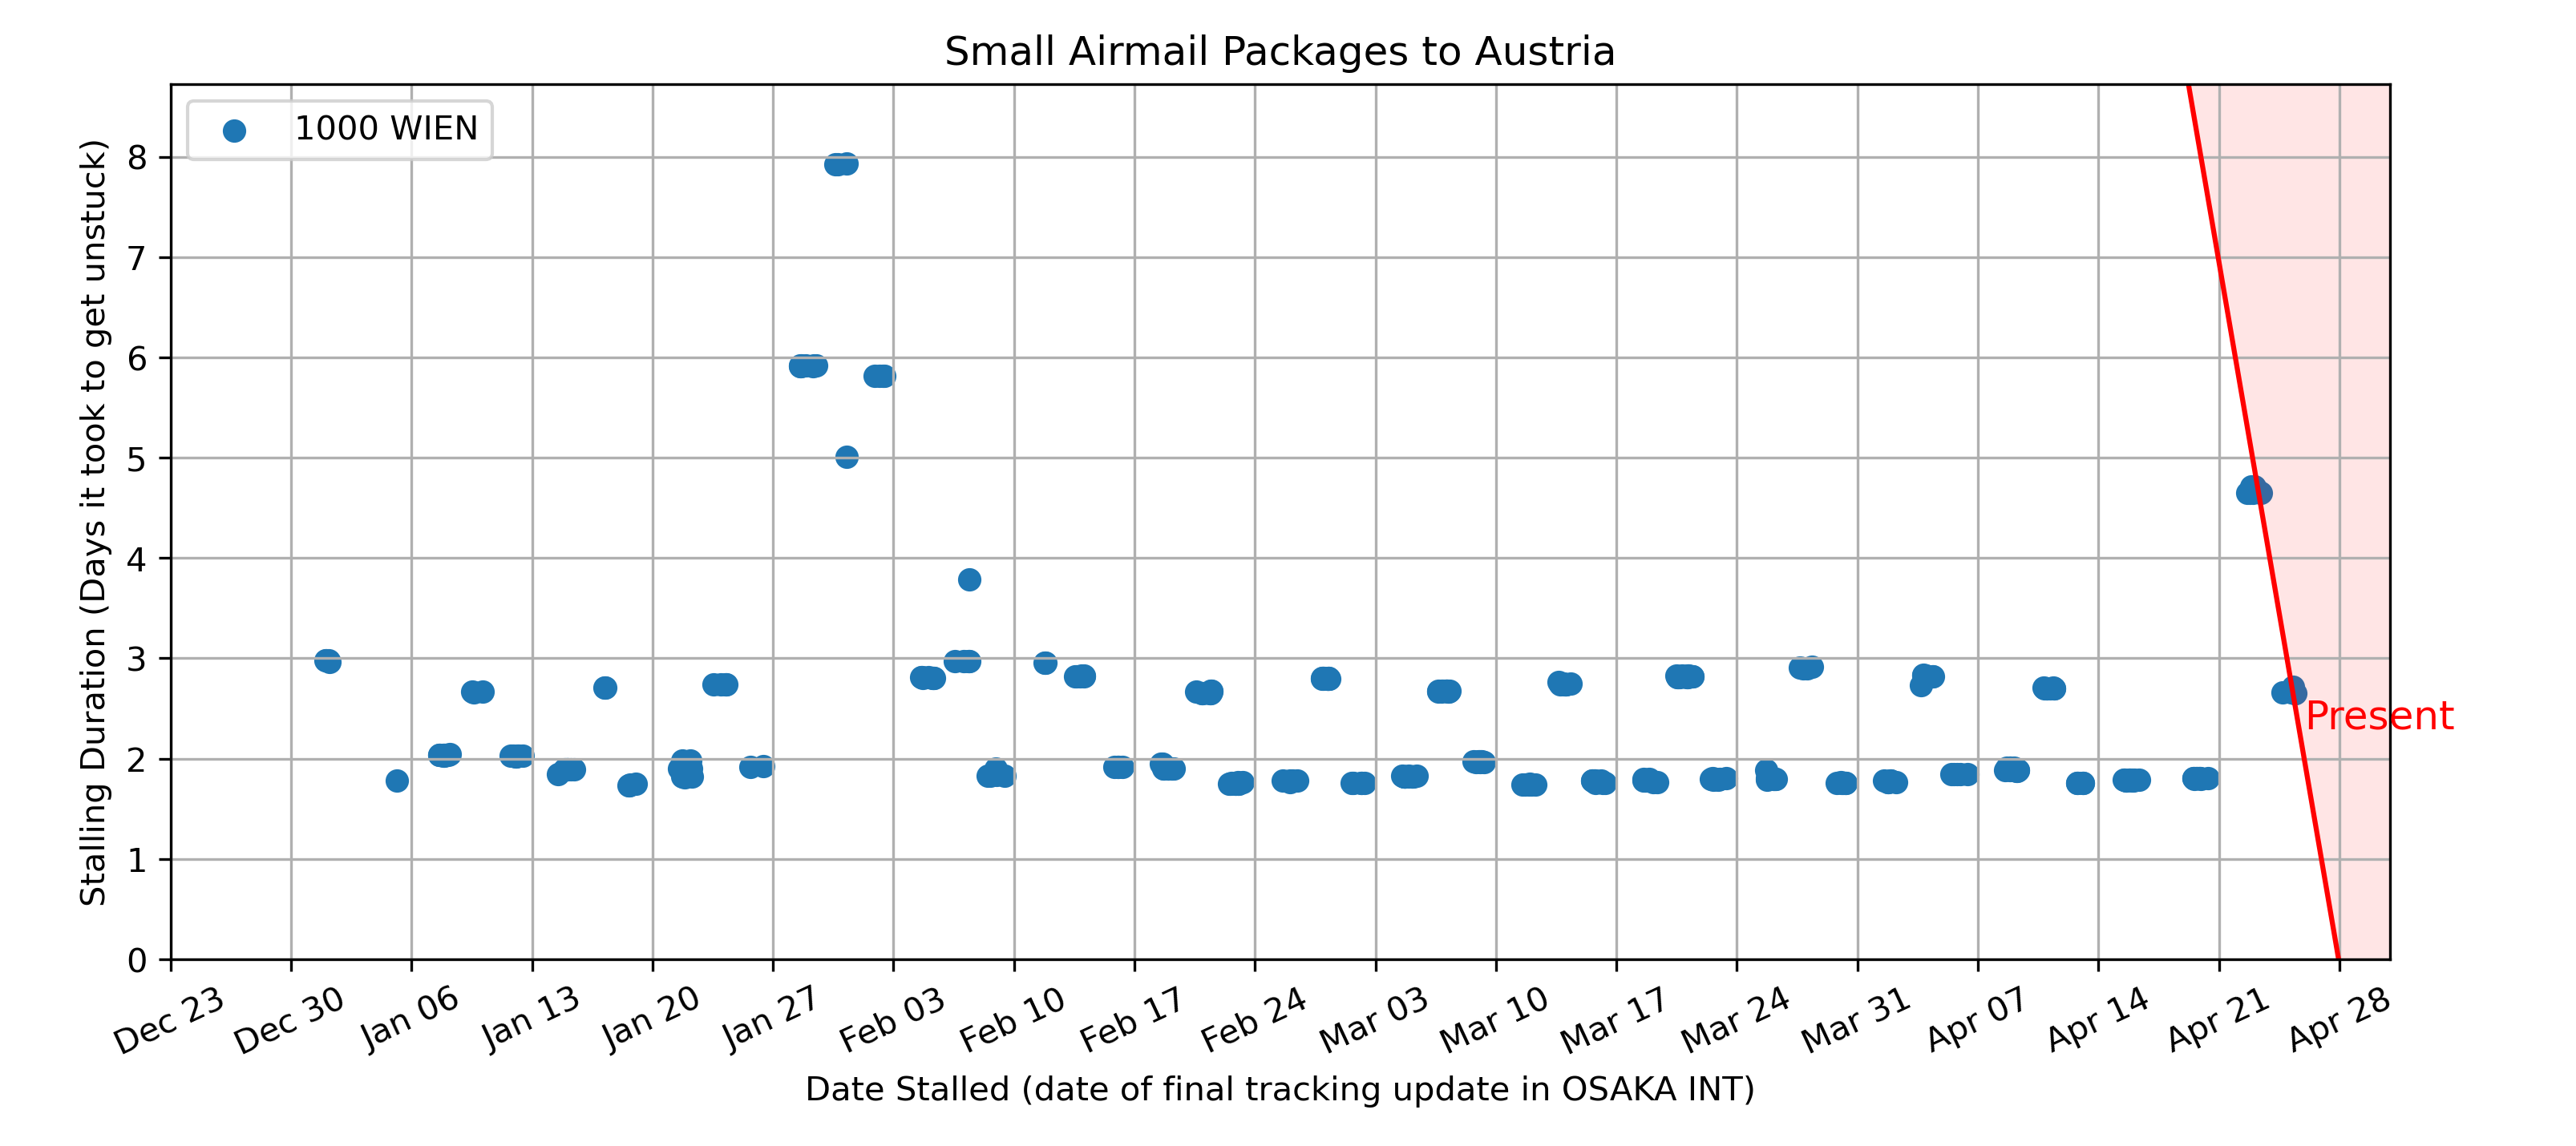 Small Airmail Packages to Austria
1000 WIEN
Stalling Duration (Days it took to get unstuck)
8
7
6
5
4
3
2
1
0
Present
Dec 23
Dec 30
Jan 06
Jan 13
Jan 20
Jan 27
Feb 03
Feb 10
Feb 17
Feb 24
Mar 03
Mar 10
Mar 17
Mar 24
Mar 31
Apr 07
Apr 14
Apr 21
Apr 28
Date Stalled (date of final tracking update in OSAKA INT)